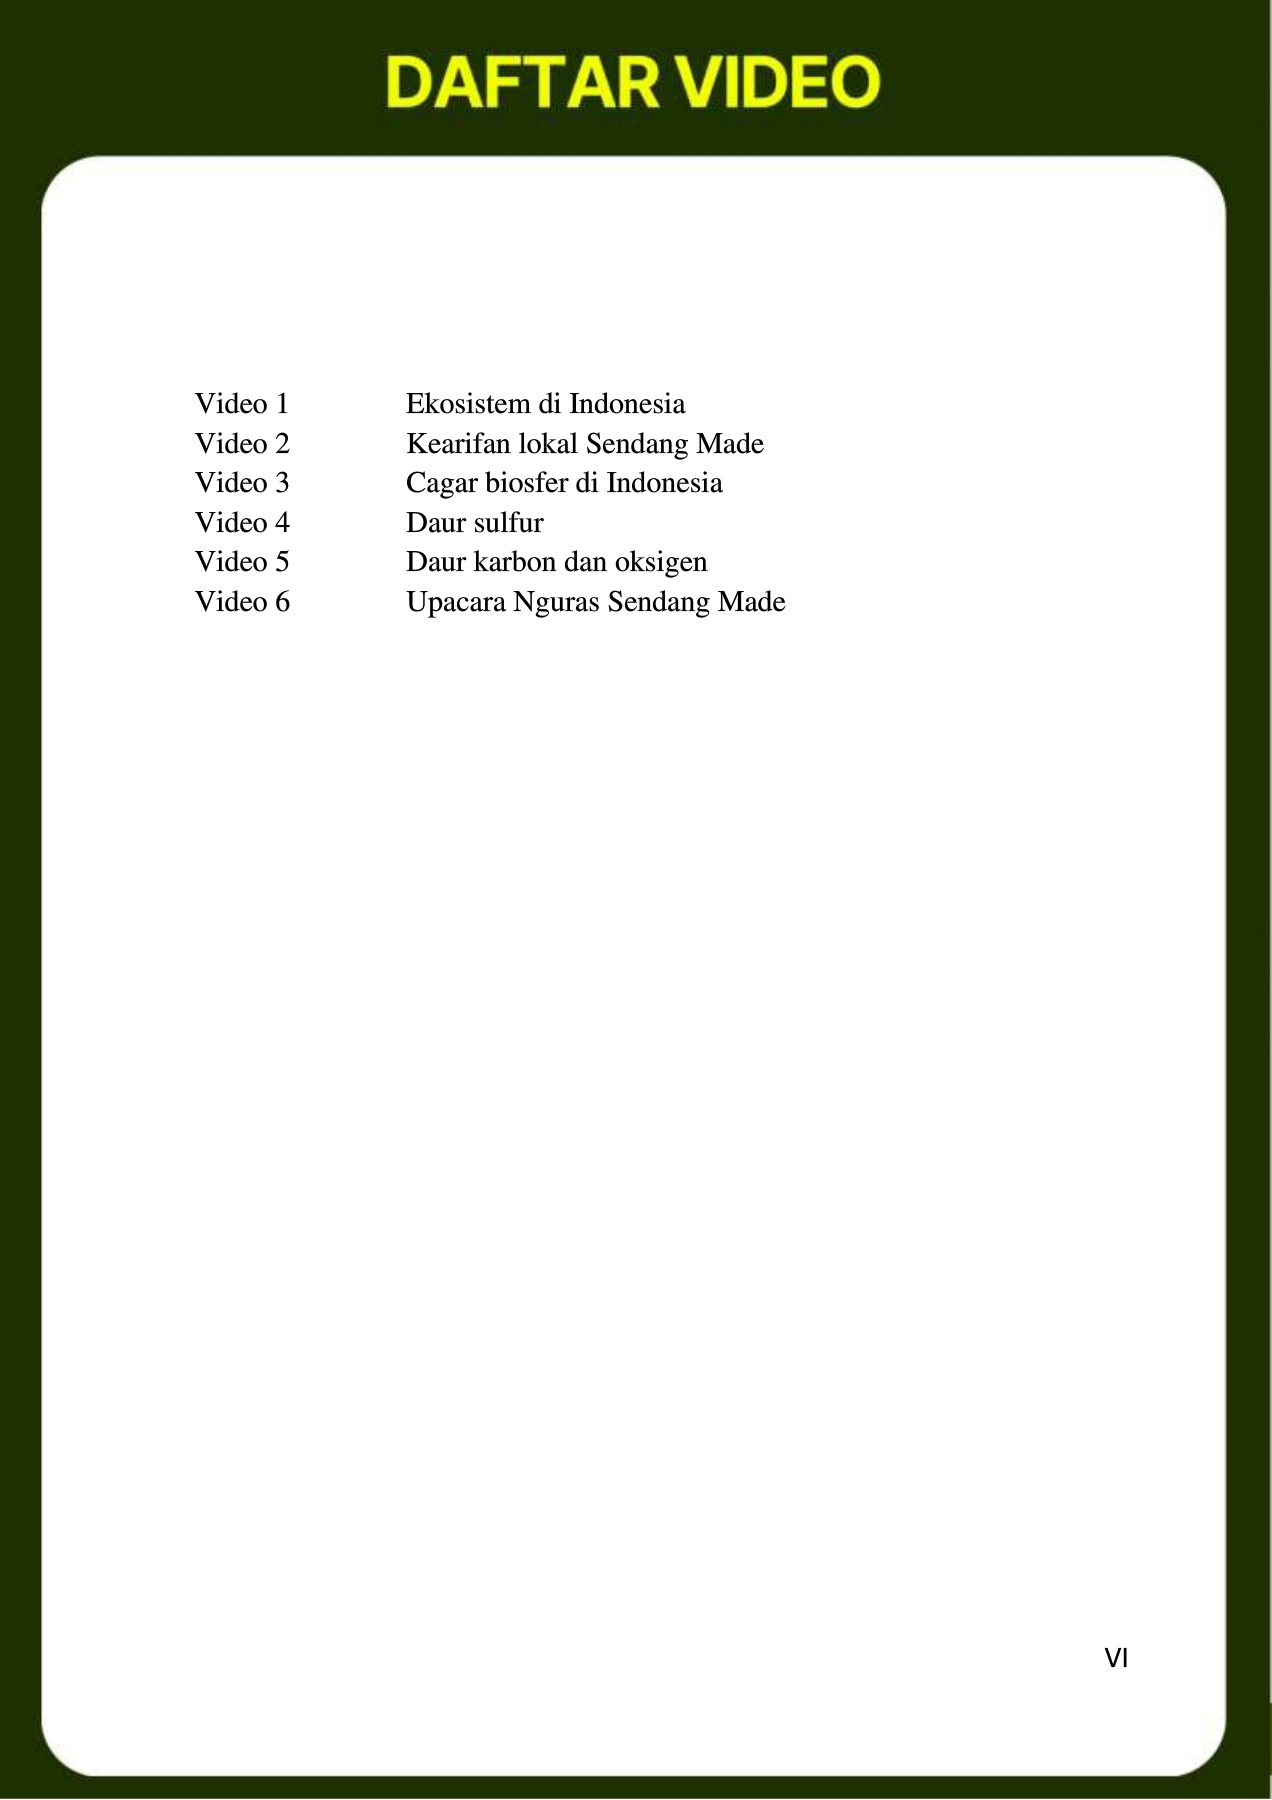 DAFTAR VIDEO
Video 1 Ekosistem di Indonesia
Video 2 Kearifan lokal Sendang Made
Video 3 Cagar biosfer di Indonesia
Video 4 Daur sulfur
Video 5 Daur karbon dan oksigen
Video 6 Upacara Nguras Sendang Made
VI